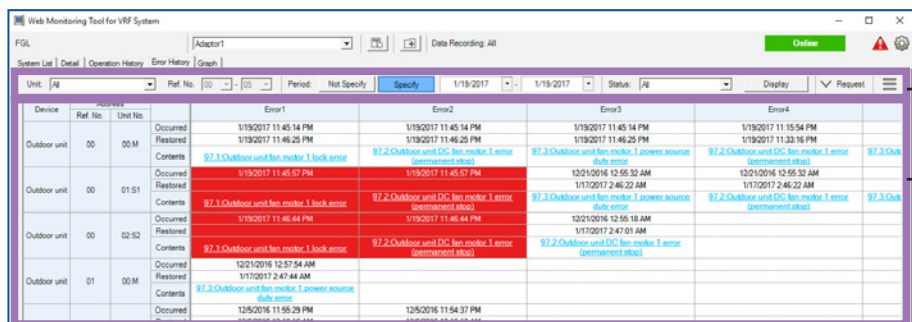 Web Monitoring Tool for VRF System
FGL Adaptor1 Data Recording: All Online
System List Detail Operation History Error History Graph
Unit: All Ref. No. 00 - 05 Period: Not Specify Specify 1/19/2017 - 1/19/2017 Status: All Display Request
Device Address Error1 Error2 Error3 Error4
Ref. No. Unit No.
Outdoor unit 00 00:M
Occurred 1/19/2017 11:45:14 PM 1/19/2017 11:45:14 PM 1/19/2017 11:45:14 PM 1/19/2017 11:15:54 PM
Restored 1/19/2017 11:46:25 PM 1/19/2017 11:46:25 PM 1/19/2017 11:46:25 PM 1/19/2017 11:33:16 PM
Contents 97.1:Outdoor unit fan motor 1 lock error 97.2:Outdoor unit DC fan motor 1 error (permanent stop) 97.3:Outdoor unit fan motor 1 power source duty error 97.2:Outdoor unit DC fan motor 1 error (permanent stop) 97.3:Out
Outdoor unit 00 01:S1
Occurred 1/19/2017 11:45:57 PM 1/19/2017 11:45:57 PM 12/21/2016 12:55:32 AM 12/21/2016 12:55:32 AM
Restored 1/17/2017 2:46:22 AM 1/17/2017 2:46:22 AM
Contents 97.1:Outdoor unit fan motor 1 lock error 97.2:Outdoor unit DC fan motor 1 error (permanent stop) 97.3:Outdoor unit fan motor 1 power source duty error 97.2:Outdoor unit DC fan motor 1 error (permanent stop) 97.3:Out
Outdoor unit 00 02:S2
Occurred 1/19/2017 11:46:44 PM 1/19/2017 11:46:44 PM 12/21/2016 12:55:18 AM
Restored 1/17/2017 2:47:01 AM
Contents 97.1:Outdoor unit fan motor 1 lock error 97.2:Outdoor unit DC fan motor 1 error (permanent stop) 97.2:Outdoor unit DC fan motor 1 error (permanent stop)
Outdoor unit 01 00:M
Occurred 12/21/2016 12:57:54 AM
Restored 1/17/2017 2:47:44 AM
Contents 97.3:Outdoor unit fan motor 1 power source duty error
Occurred 12/5/2016 11:55:29 PM 12/5/2016 11:54:37 PM